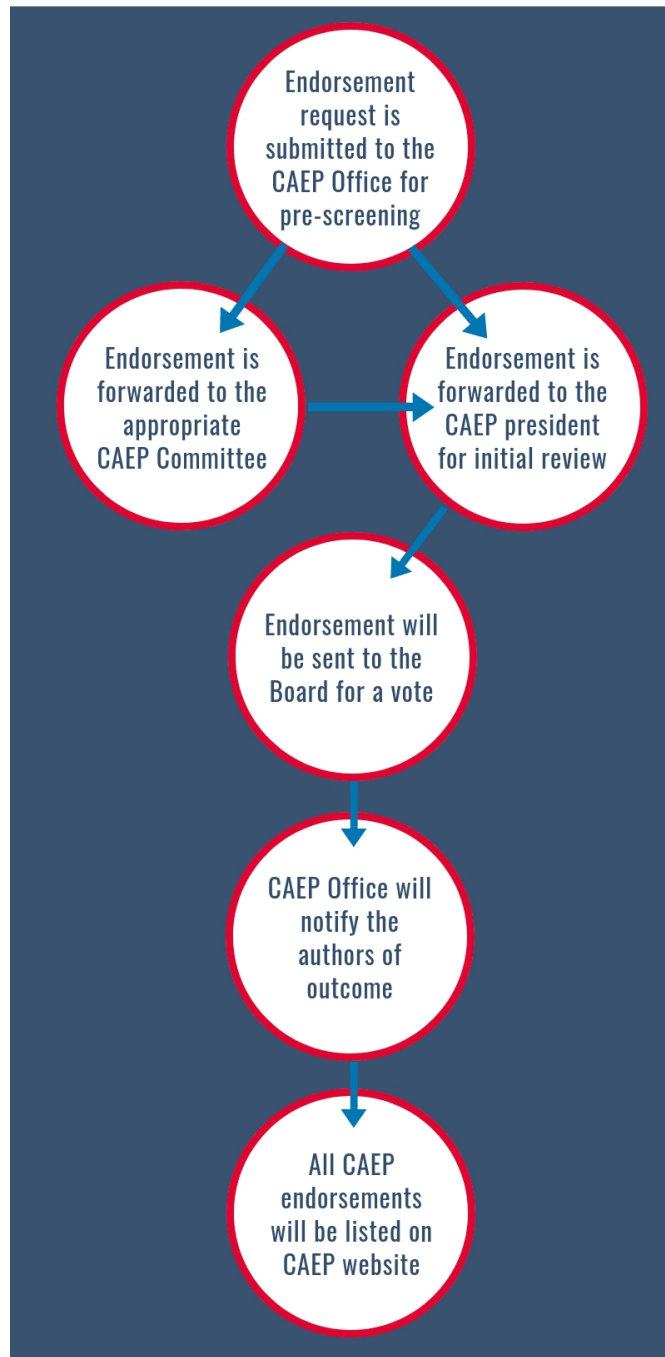 Endorsement
request is
submitted to the
CAEP Office for
pre-screening
Endorsement is
forwarded to the
appropriate
CAEP Committee
Endorsement is
forwarded to the
CAEP president
for initial review
Endorsement will
be sent to the
Board for a vote
CAEP Office will
notify the
authors of
outcome
All CAEP
endorsements
will be listed on
CAEP website